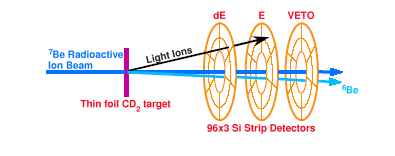 dE E VETO
⁷Be Radioactive
Ion Beam
Light Ions
⁶Be
Thin foil CD₂ target
96x3 Si Strip Detectors